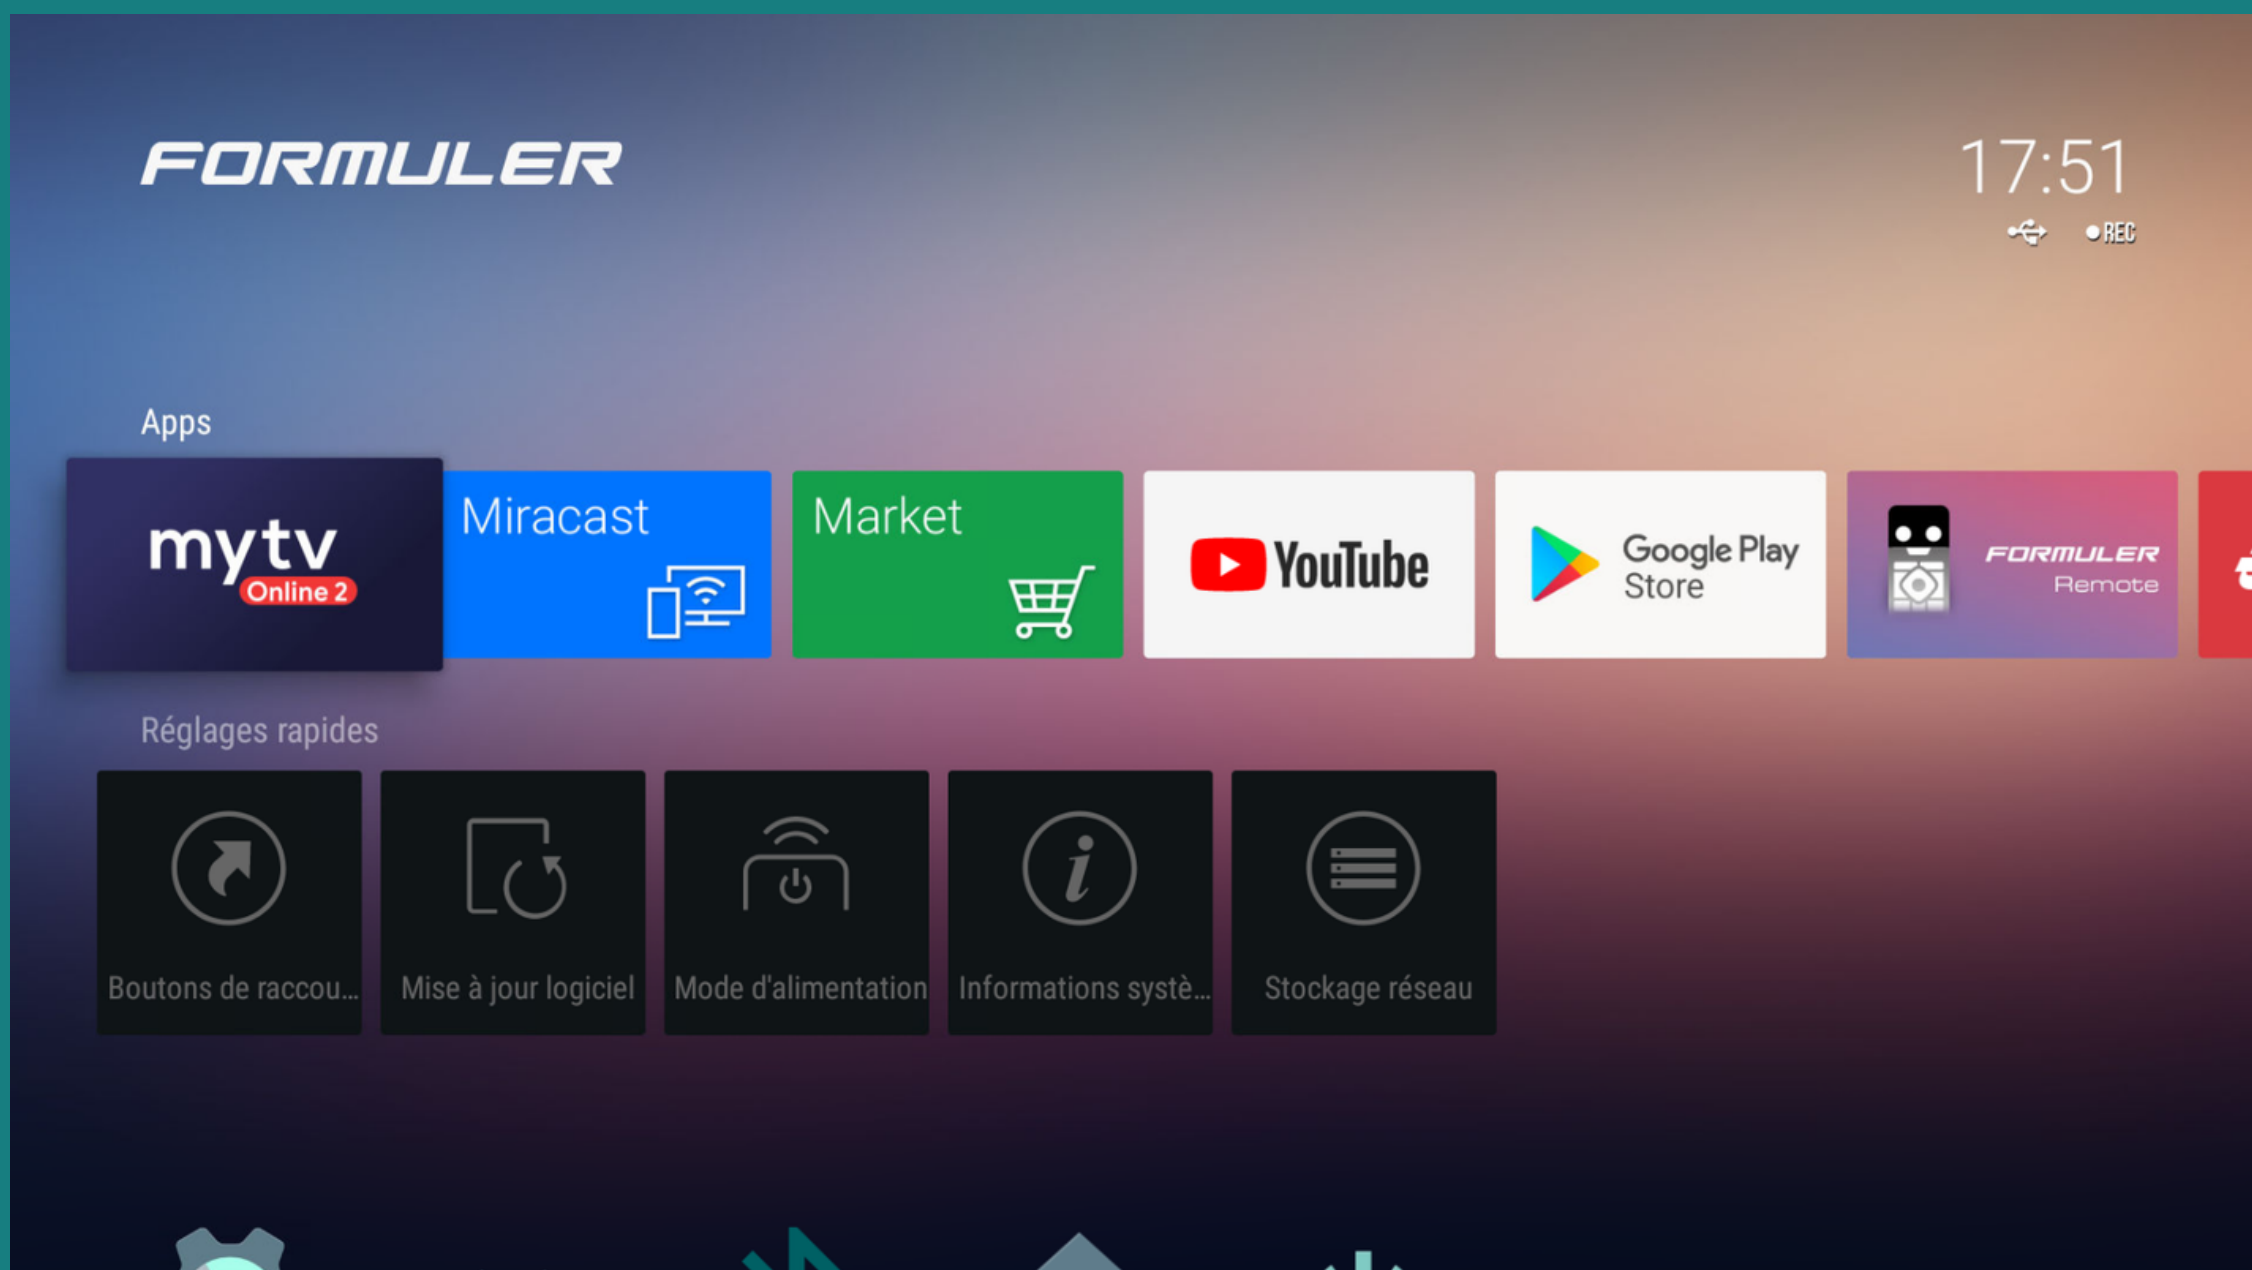 FORMULER
17:51
REC
Apps
mytv
Online 2
Miracast
Market
YouTube
Google Play
Store
FORMULER
Remote
Réglages rapides
Boutons de raccou...
Mise à jour logiciel
Mode d'alimentation
Informations systè...
Stockage réseau